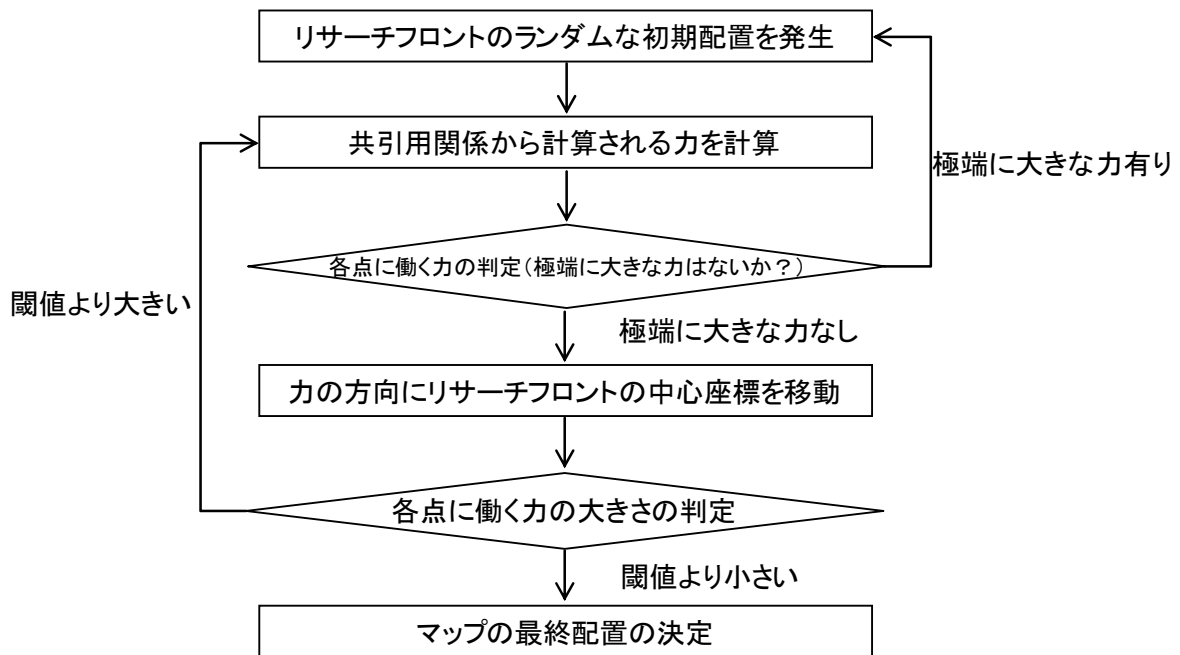 リサーチフロントのランダムな初期配置を発生
共引用関係から計算される力を計算
極端に大きな力有り
各点に働く力の判定(極端に大きな力はないか?)
閾値より大きい
極端に大きな力なし
力の方向にリサーチフロントの中心座標を移動
各点に働く力の大きさの判定
閾値より小さい
マップの最終配置の決定